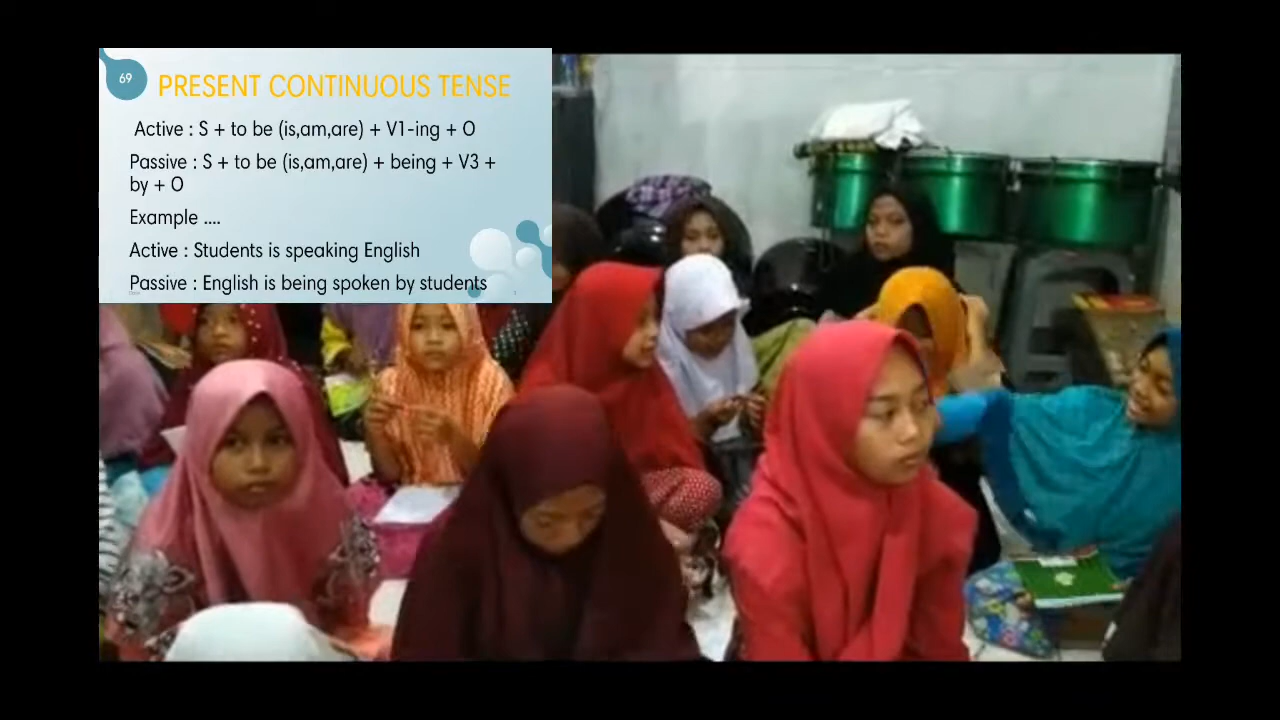 69
PRESENT CONTINUOUS TENSE
Active : S + to be (is,am,are) + V1-ing + O
Passive : S + to be (is,am,are) + being + V3 +
by + O
Example ....
Active : Students is speaking English
Passive : English is being spoken by students